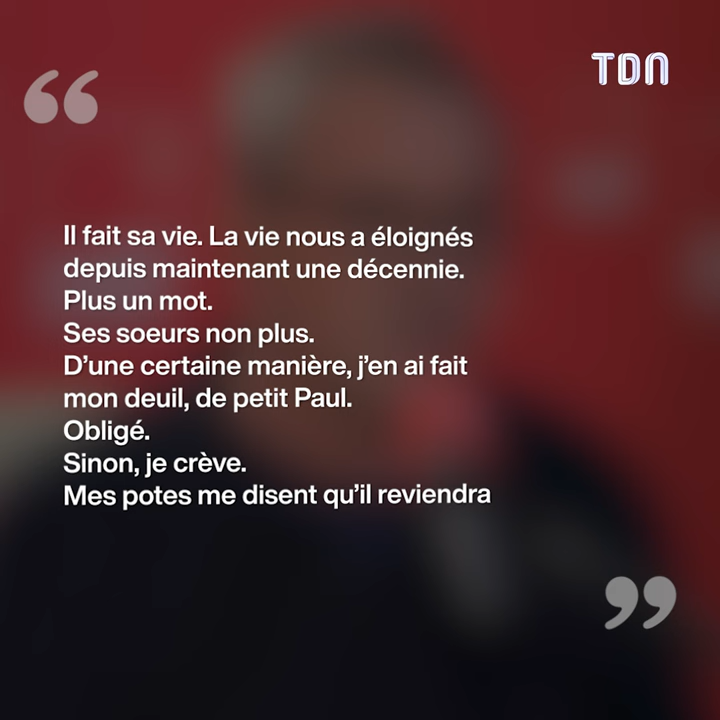 TDN
“
Il fait sa vie. La vie nous a éloignés
depuis maintenant une décennie.
Plus un mot.
Ses soeurs non plus.
D’une certaine manière, j’en ai fait
mon deuil, de petit Paul.
Obligé.
Sinon, je crève.
Mes potes me disent qu’il reviendra
”